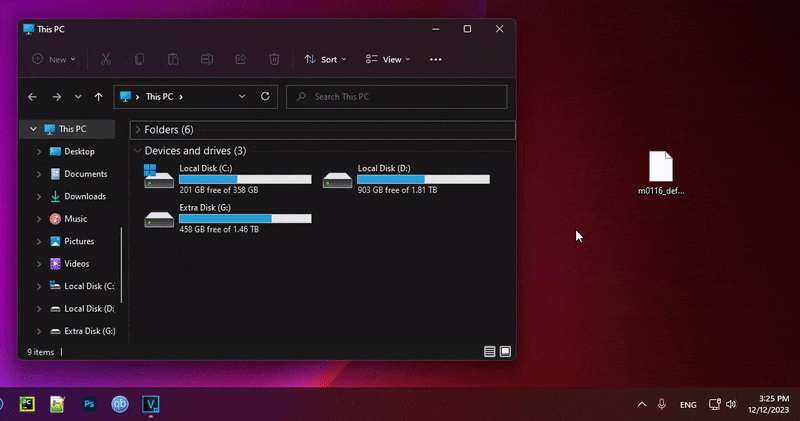 This PC
New
Sort
View
This PC
Search This PC
This PC
Desktop
Documents
Downloads
Music
Pictures
Videos
Local Disk (C:
Local Disk (D:
Extra Disk (G:)
Folders (6)
Devices and drives (3)
Local Disk (C:)
201 GB free of 358 GB
Local Disk (D:)
903 GB free of 1.81 TB
Extra Disk (G:)
458 GB free of 1.46 TB
9 items
m0116_def...
PC
Ps
qb
V
ENG
3:25 PM
12/12/2023